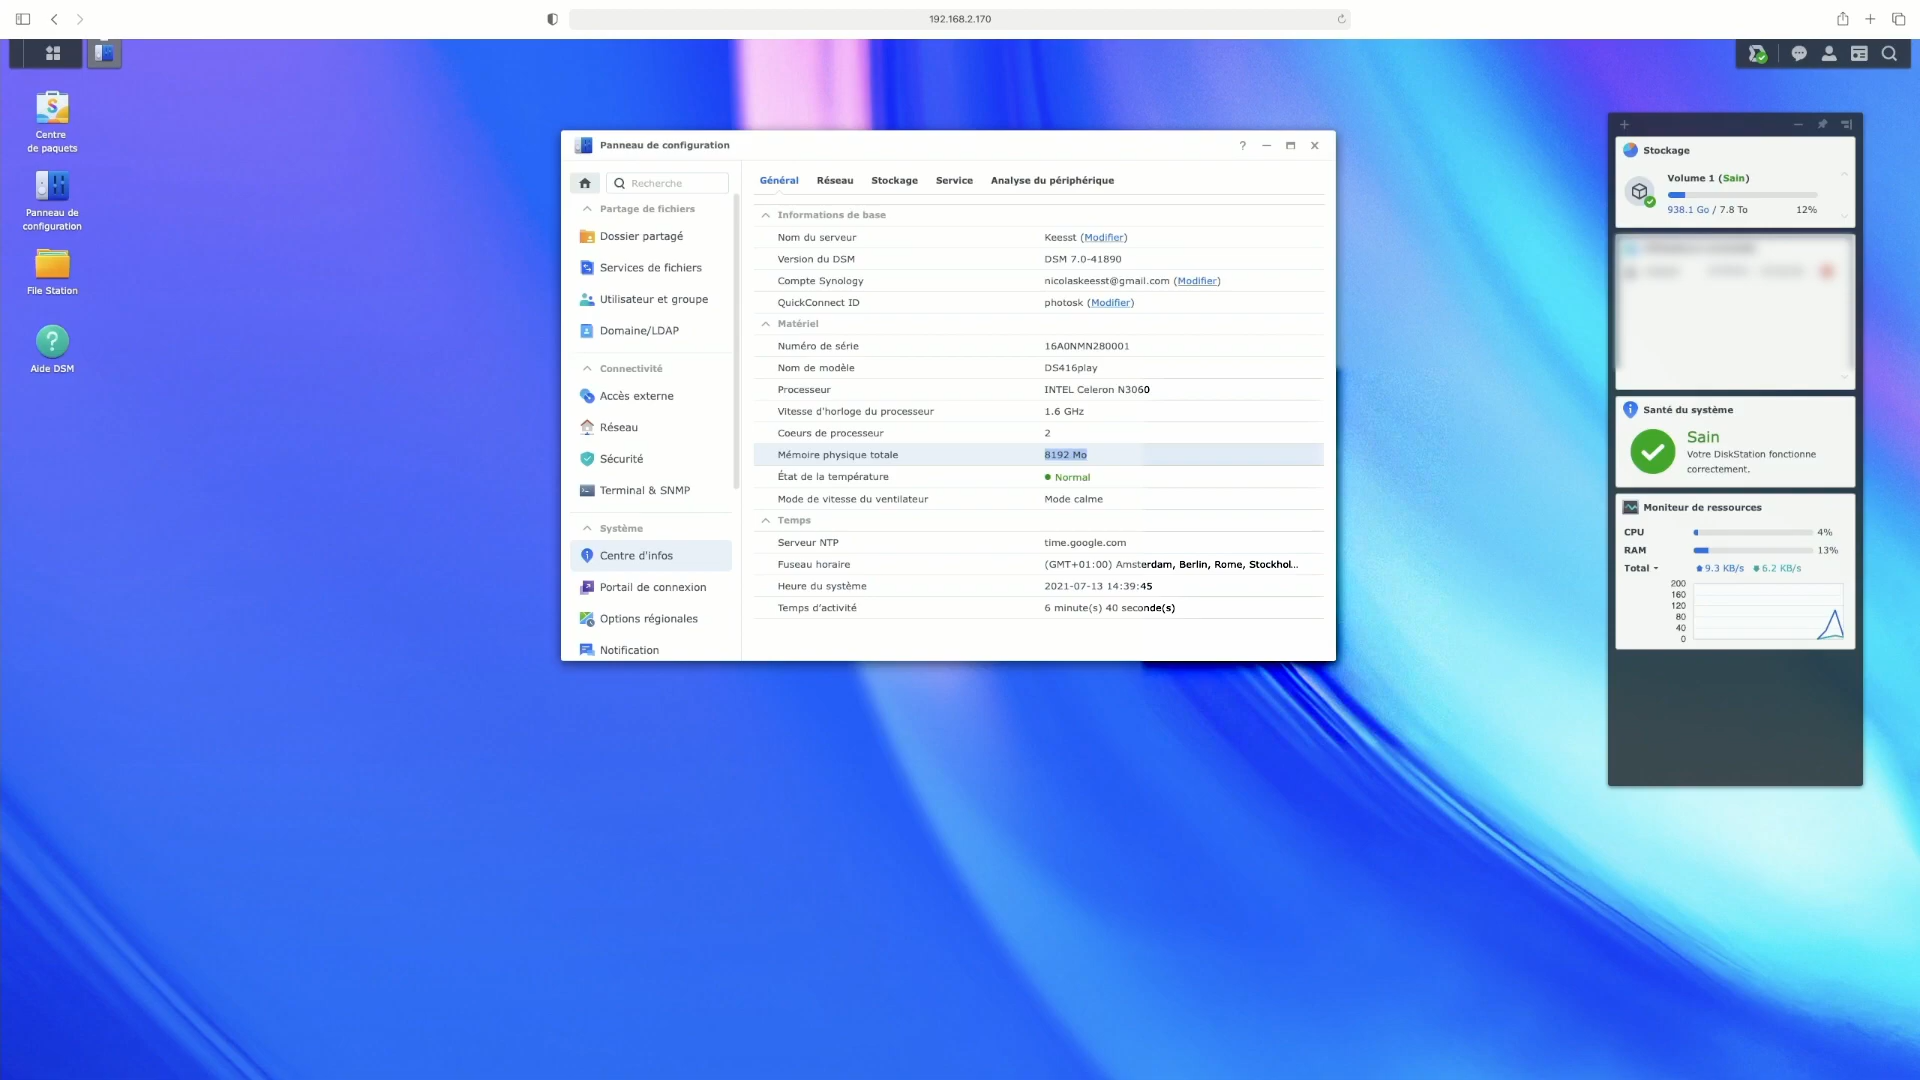 192.168.2.170
Centre
de paquets
Panneau de
configuration
File Station
Aide DSM
Panneau de configuration
Recherche
Partage de fichiers
Dossier partagé
Services de fichiers
Utilisateur et groupe
Domaine/LDAP
Connectivité
Accès externe
Réseau
Sécurité
Terminal & SNMP
Système
Centre d'infos
Portail de connexion
Options régionales
Notification
Général Réseau Stockage Service Analyse du périphérique
Informations de base
Nom du serveur Keesst (Modifier)
Version du DSM DSM 7.0-41890
Compte Synology nicolaskeesst@gmail.com (Modifier)
QuickConnect ID photosk (Modifier)
Matériel
Numéro de série 16A0NMN280001
Nom de modèle DS416play
Processeur INTEL Celeron N3060
Vitesse d'horloge du processeur 1.6 GHz
Coeurs de processeur 2
Mémoire physique totale 8192 Mo
État de la température Normal
Mode de vitesse du ventilateur Mode calme
Temps
Serveur NTP time.google.com
Fuseau horaire (GMT+01:00) Amsterdam, Berlin, Rome, Stockhol...
Heure du système 2021-07-13 14:39:45
Temps d'activité 6 minute(s) 40 seconde(s)
Stockage
Volume 1 (Sain)
938.1 Go / 7.8 To 12%
Santé du système
Sain
Votre DiskStation fonctionne
correctement.
Moniteur de ressources
CPU 4%
RAM 13%
Total 9.3 KB/s 6.2 KB/s
200
160
120
80
40
0